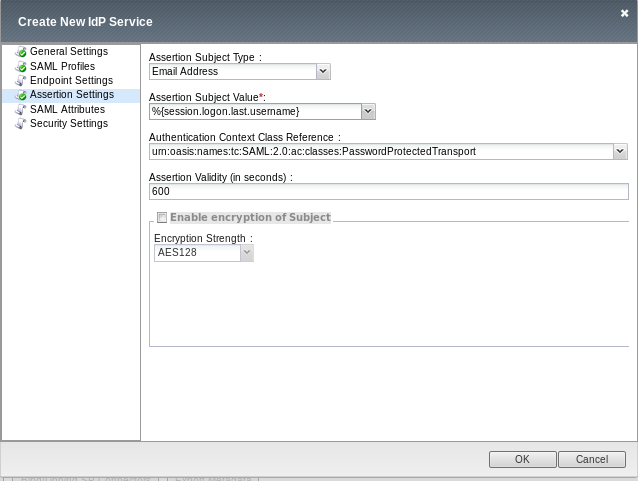 Create New IdP Service
General Settings
SAML Profiles
Endpoint Settings
Assertion Settings
SAML Attributes
Security Settings
Assertion Subject Type :
Email Address
Assertion Subject Value*:
%{session.logon.last.username}
Authentication Context Class Reference :
urn:oasis:names:tc:SAML:2.0:ac:classes:PasswordProtectedTransport
Assertion Validity (in seconds) :
600
Enable encryption of Subject
Encryption Strength :
AES128
OK Cancel